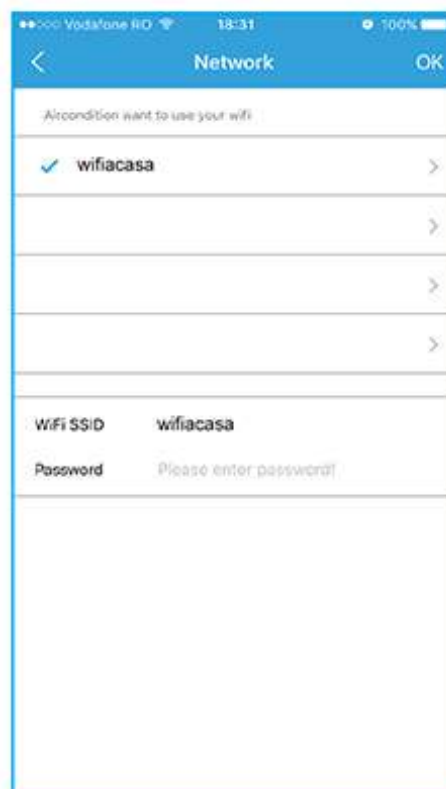 Vodafone RO 18:31 100%
Network OK
Aircondition want to use your wifi
wifiacasa
WiFi SSID wifiacasa
Password Please enter password!